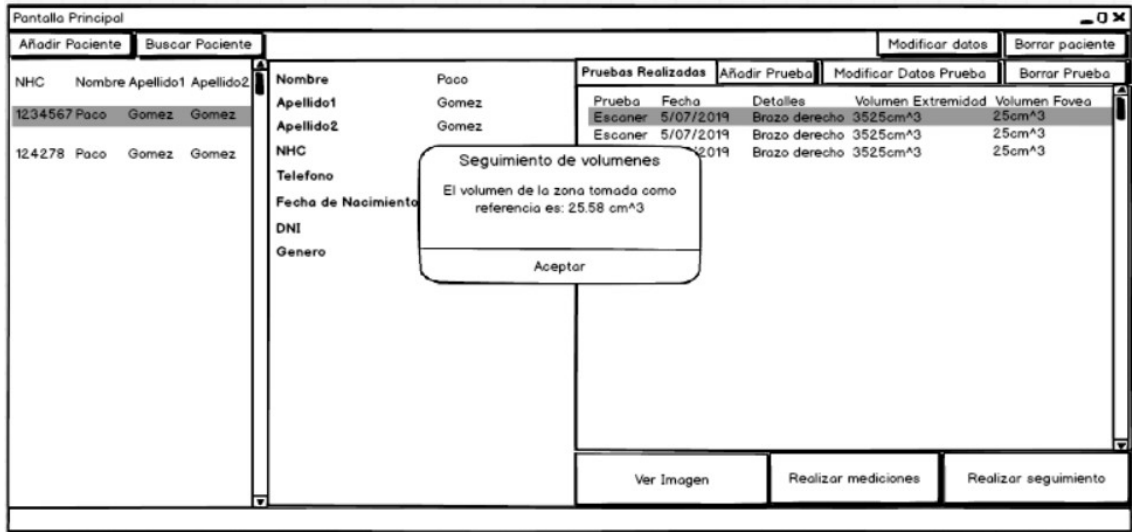 Pantalla Principal
Añadir Paciente Buscar Paciente Modificar datos Borrar paciente
NHC Nombre Apellido1 Apellido2
1234567 Paco Gomez Gomez
124278 Paco Gomez Gomez
Nombre Paco
Apellido1 Gomez
Apellido2 Gomez
NHC
Telefono
Fecha de Nacimiento
DNI
Genero
Pruebas Realizadas Añadir Prueba Modificar Datos Prueba Borrar Prueba
Prueba Fecha Detalles Volumen Extremidad Volumen Fovea
Escaner 5/07/2019 Brazo derecho 3525cm^3 25cm^3
Escaner 5/07/2019 Brazo derecho 3525cm^3 25cm^3
2019 Brazo derecho 3525cm^3 25cm^3
Seguimiento de volumenes
El volumen de la zona tomada como
referencia es: 25.58 cm^3
Aceptar
Ver Imagen Realizar mediciones Realizar seguimiento